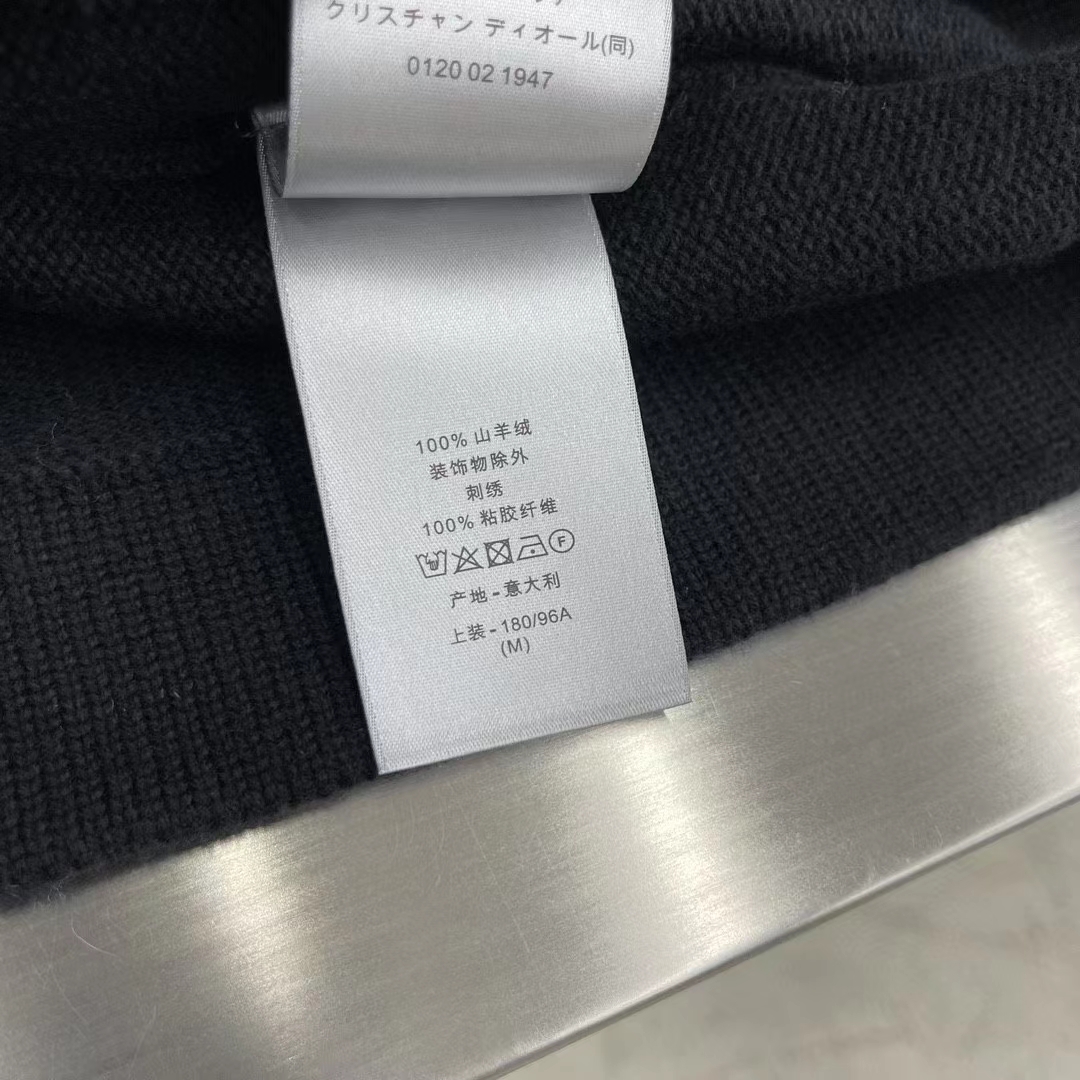 クリスチャン ディオール(同)
0120 02 1947
100% 山羊绒
装饰物除外
刺绣
100% 粘胶纤维
F
产地-意大利
上装-180/96A
(M)